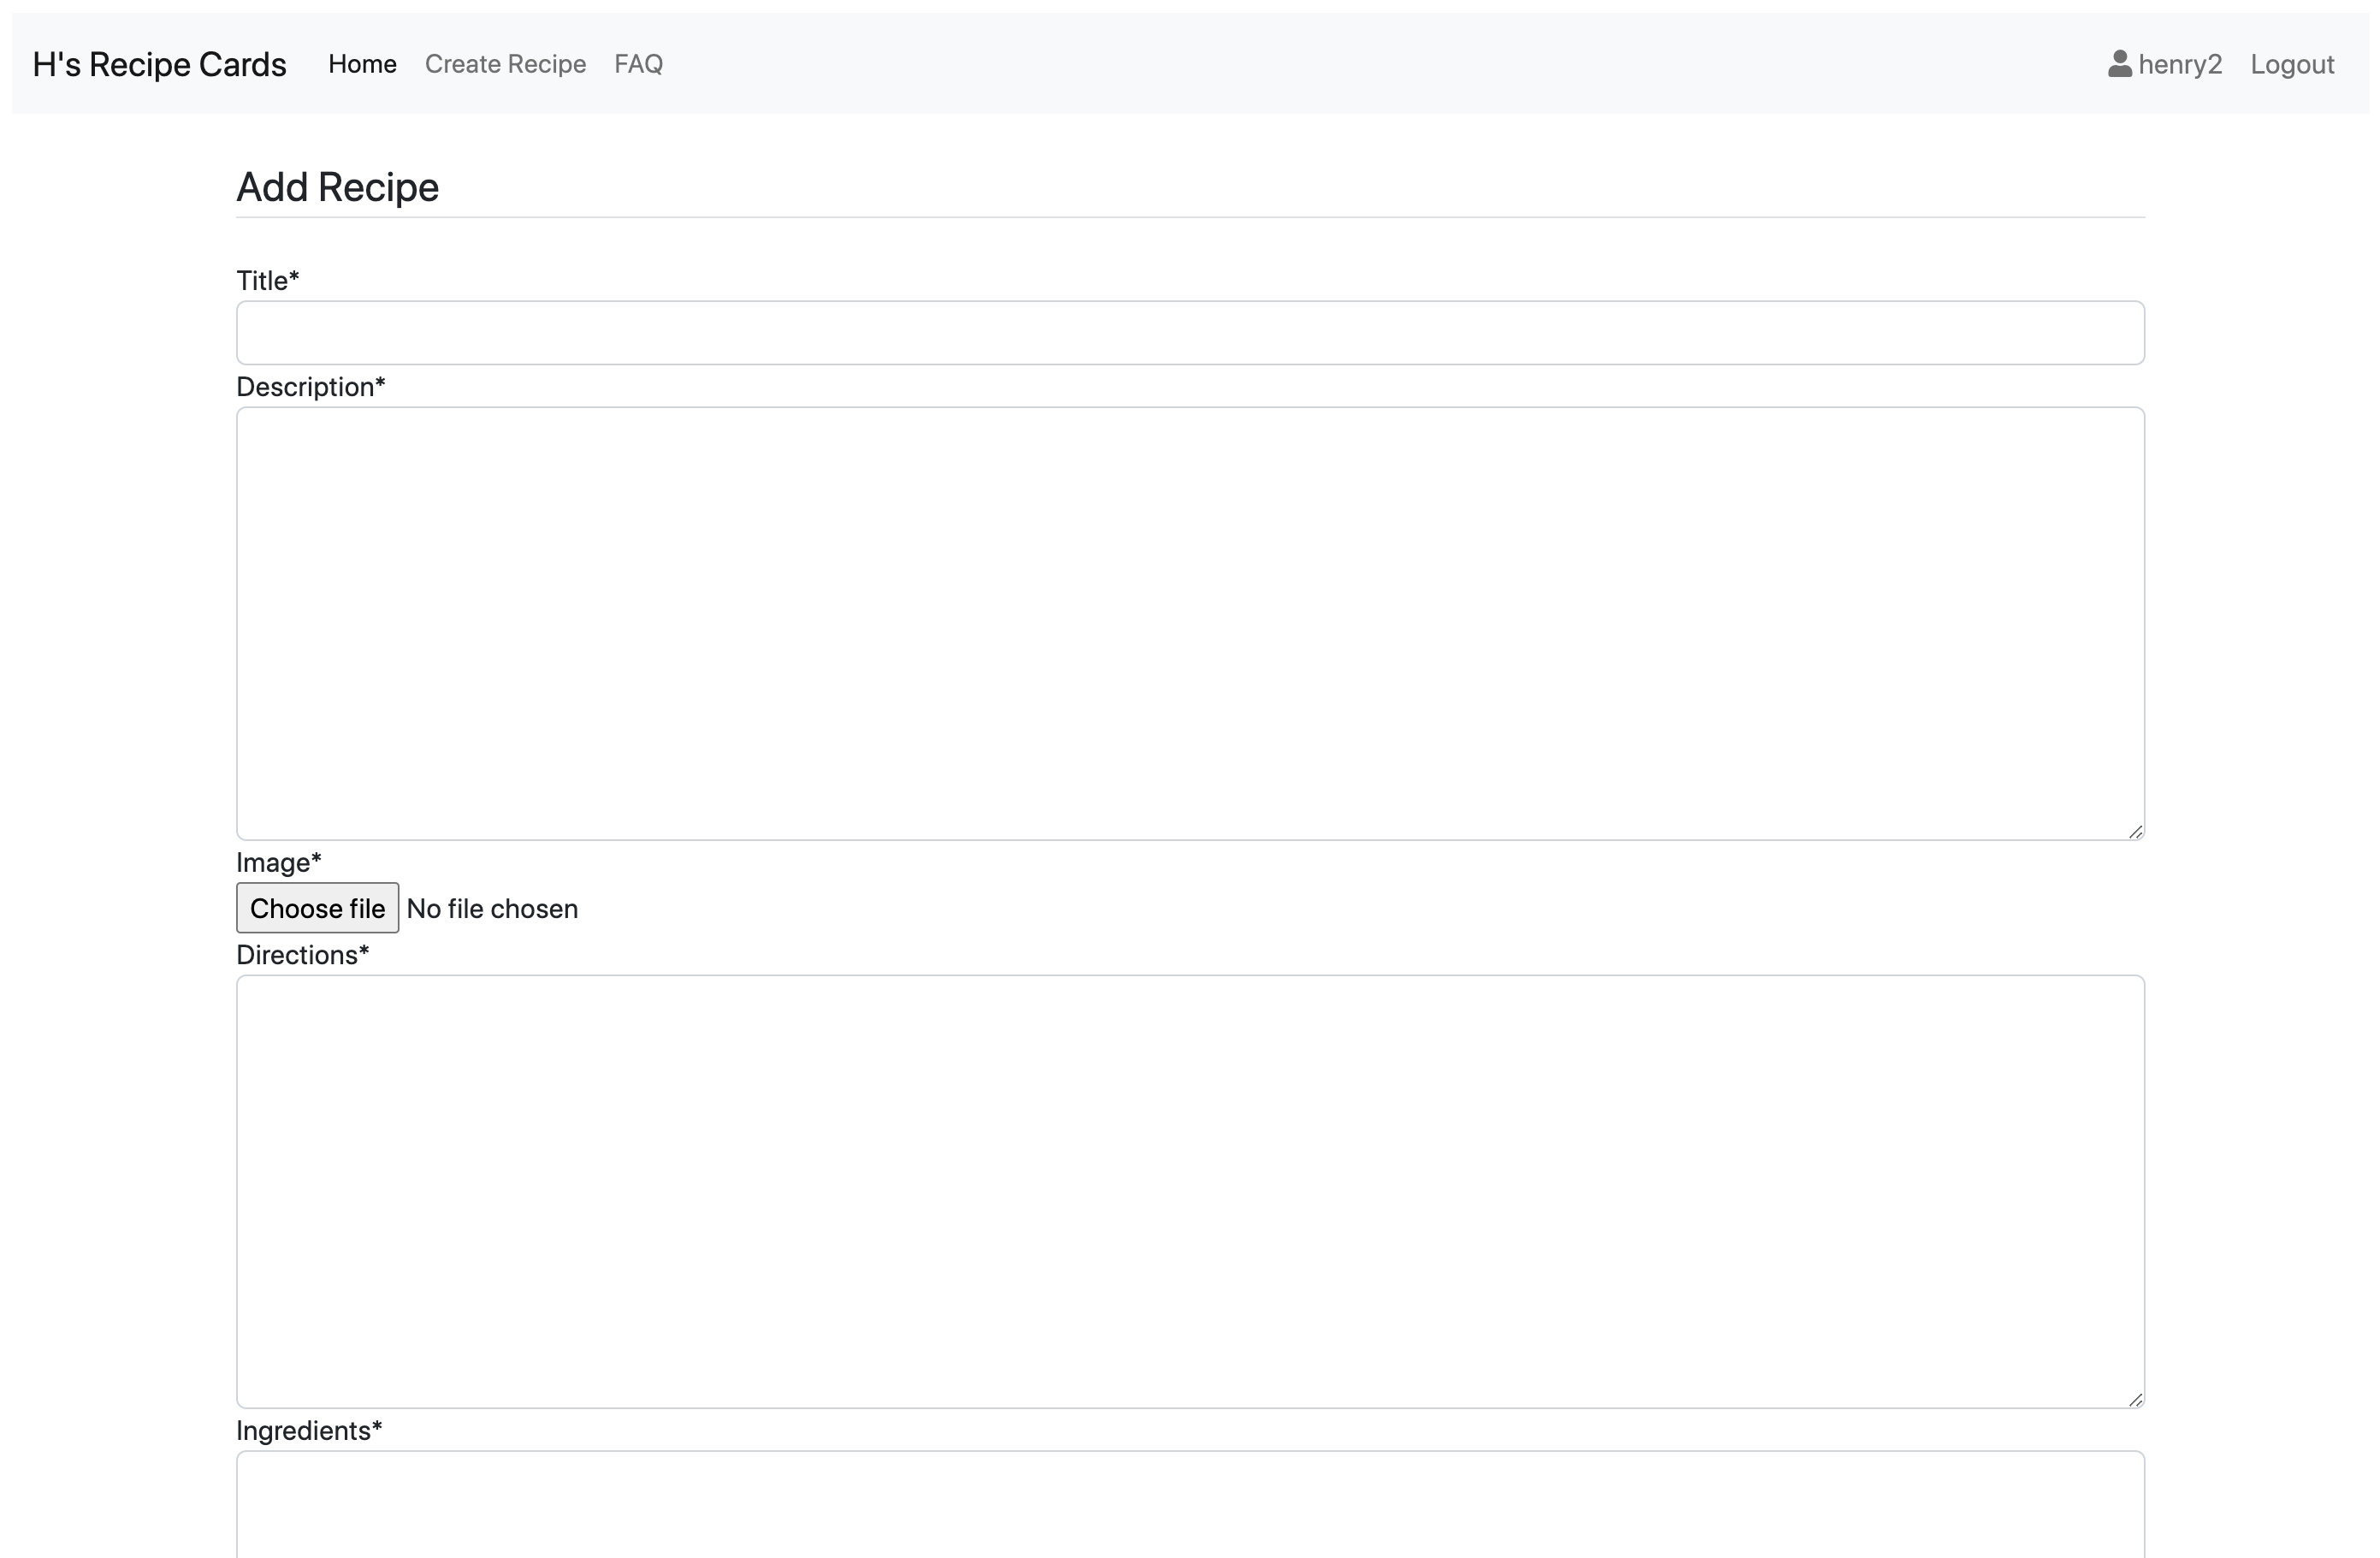 H's Recipe Cards Home Create Recipe FAQ henry2 Logout
Add Recipe
Title*
Description*
Image*
Choose file No file chosen
Directions*
Ingredients*